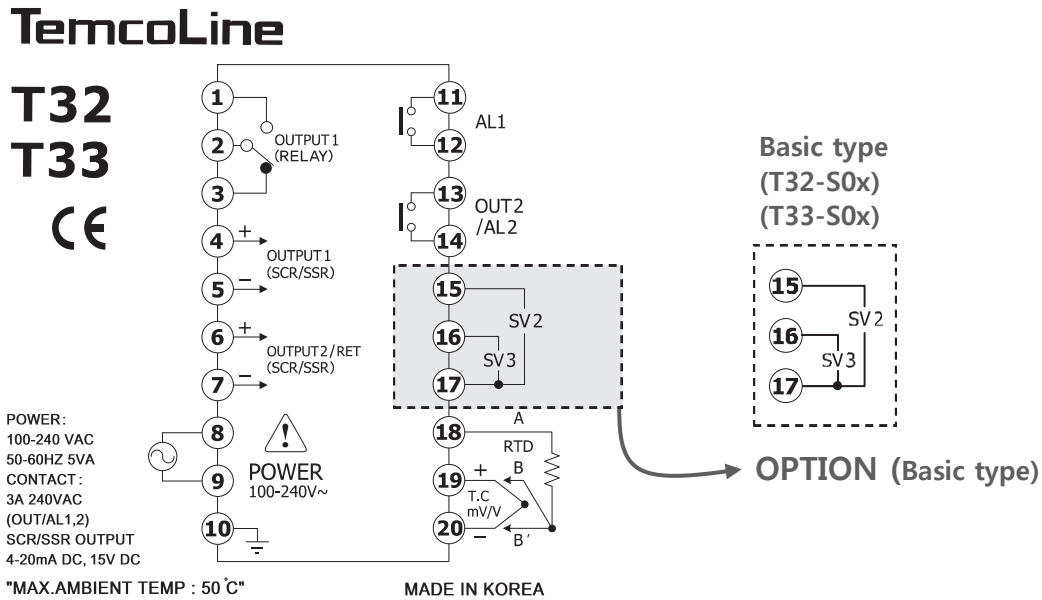 TemcoLine
T32
T33
CE
1
2
3
OUTPUT1
(RELAY)
4
+
5
−
OUTPUT1
(SCR/SSR)
6
+
7
−
OUTPUT2/RET
(SCR/SSR)
8
9
10
POWER
100-240V~
11
12
AL1
13
14
OUT2
/AL2
15
16
17
SV2
SV3
18
19
20
A
RTD
+
B
T.C
mV/V
−
B′
POWER:
100-240 VAC
50-60HZ 5VA
CONTACT:
3A 240VAC
(OUT/AL1,2)
SCR/SSR OUTPUT
4-20mA DC, 15V DC
"MAX.AMBIENT TEMP : 50 ℃"
MADE IN KOREA
Basic type
(T32-S0x)
(T33-S0x)
15
16
17
SV2
SV3
OPTION (Basic type)